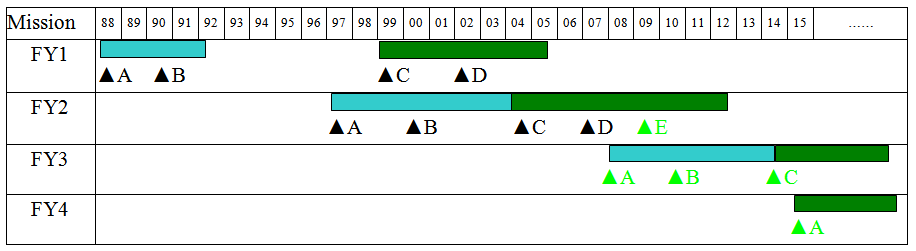 Mission 88 89 90 91 92 93 94 95 96 97 98 99 00 01 02 03 04 05 06 07 08 09 10 11 12 13 14 15 ……
FY1
▲A ▲B ▲C ▲D
FY2
▲A ▲B ▲C ▲D ▲E
FY3
▲A ▲B ▲C
FY4
▲A